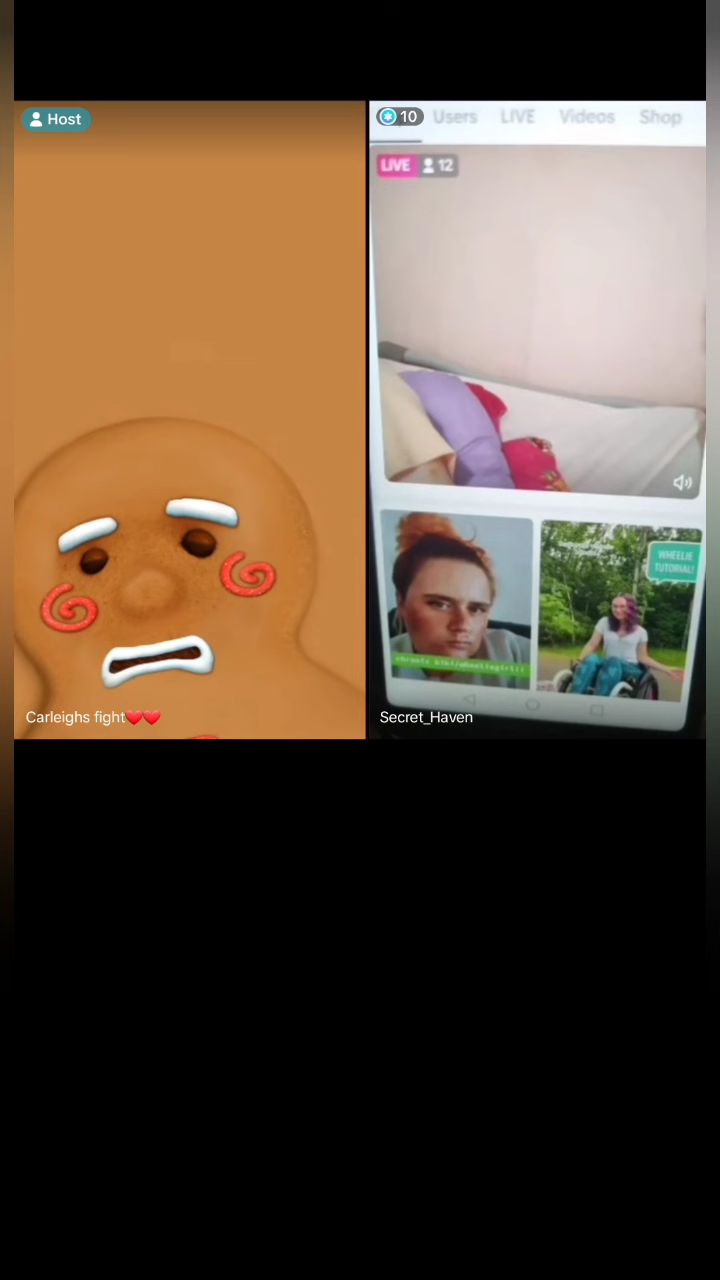 Host
10
Users
LIVE
Videos
Shop
LIVE
12
WHEELIE
TUTORIAL!
Carleighs fight❤️❤️
Secret_Haven